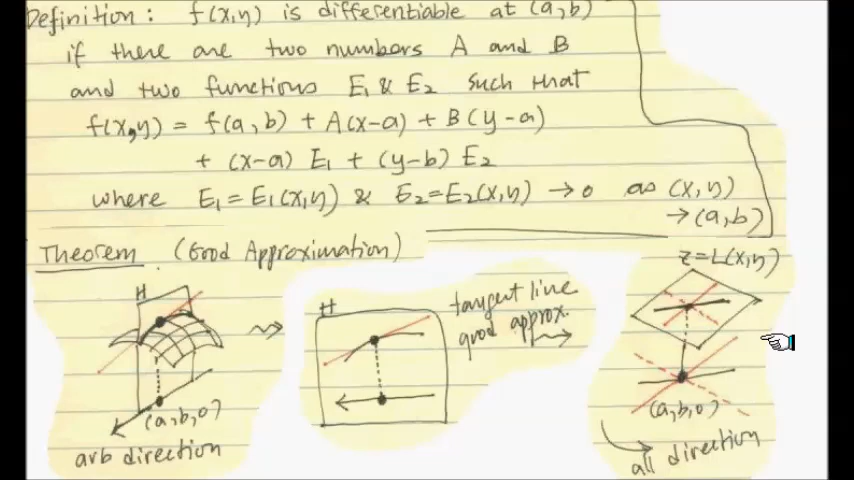 Definition: f(x,y) is differentiable at (a,b)
if there are two numbers A and B
and two functions E₁ & E₂ such that
f(x,y) = f(a,b) + A(x-a) + B(y-a)
+ (x-a) E₁ + (y-b) E₂
where E₁ = E₁(x,y) & E₂ = E₂(x,y) → 0 as (x,y)
→ (a,b)
Theorem (Good Approximation)
H
(a,b,0)
arb direction
H
tangent line
good approx.
z = L(x,y)
(a,b,0)
all direction